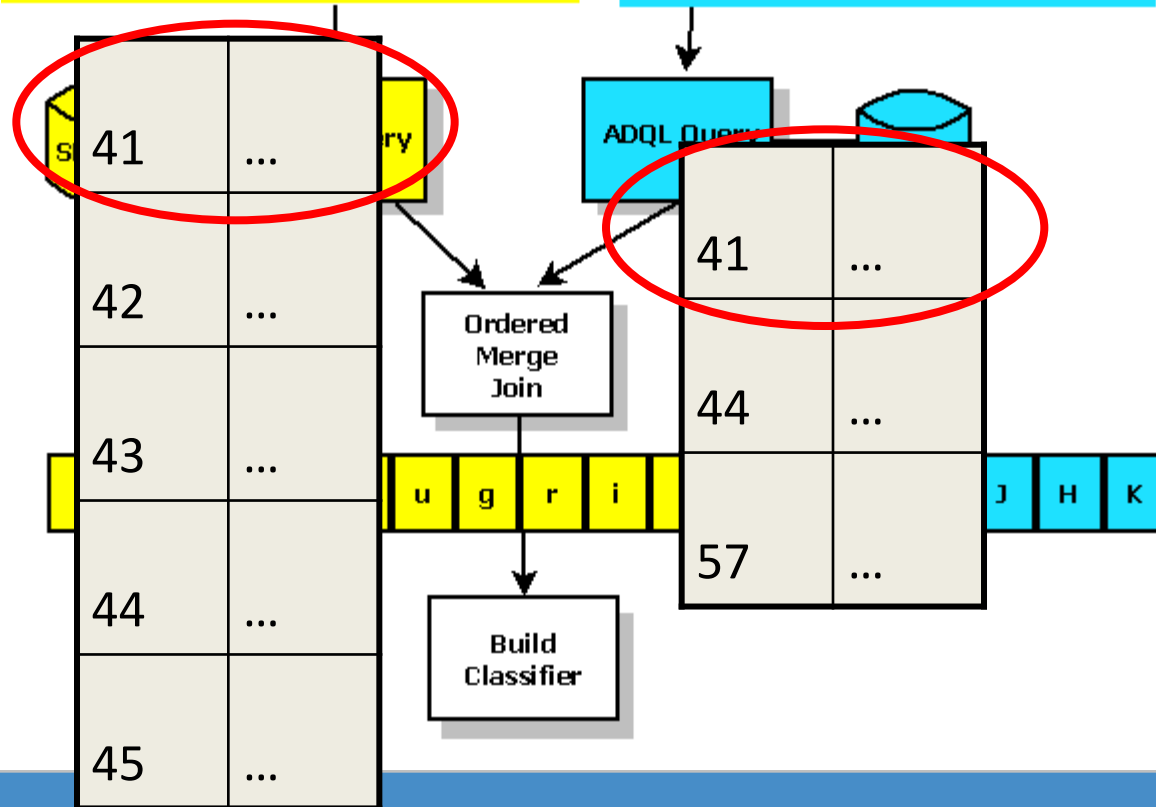 41 ...
42 ...
43 ...
44 ...
45 ...
ry
ADQL Query
41 ...
44 ...
57 ...
Ordered
Merge
Join
u g r i
J H K
Build
Classifier